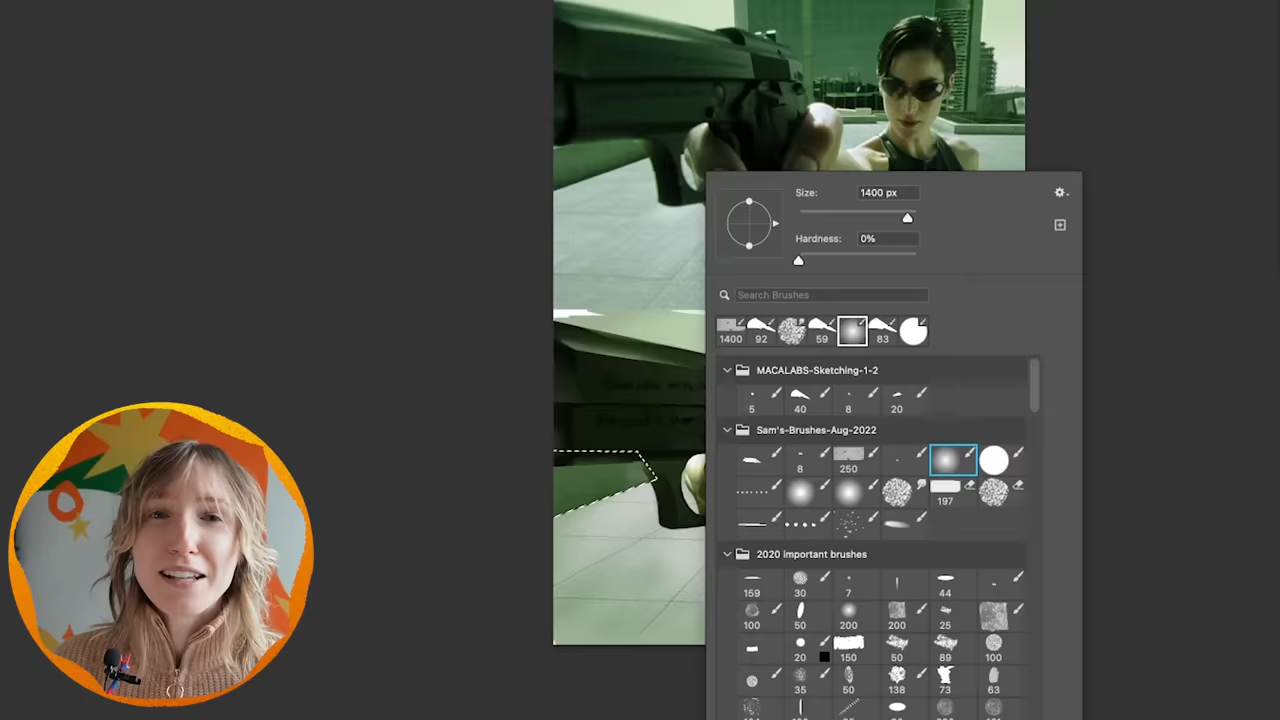 Size:
1400 px
Hardness:
0%
Search Brushes
1400 92 59 83
MACALABS-Sketching-1-2
5 40 8 20
Sam's-Brushes-Aug-2022
8 250
197
2020 important brushes
159 30 7 44
100 50 200 200 25
20 150 50 89 100
35 50 138 73 63